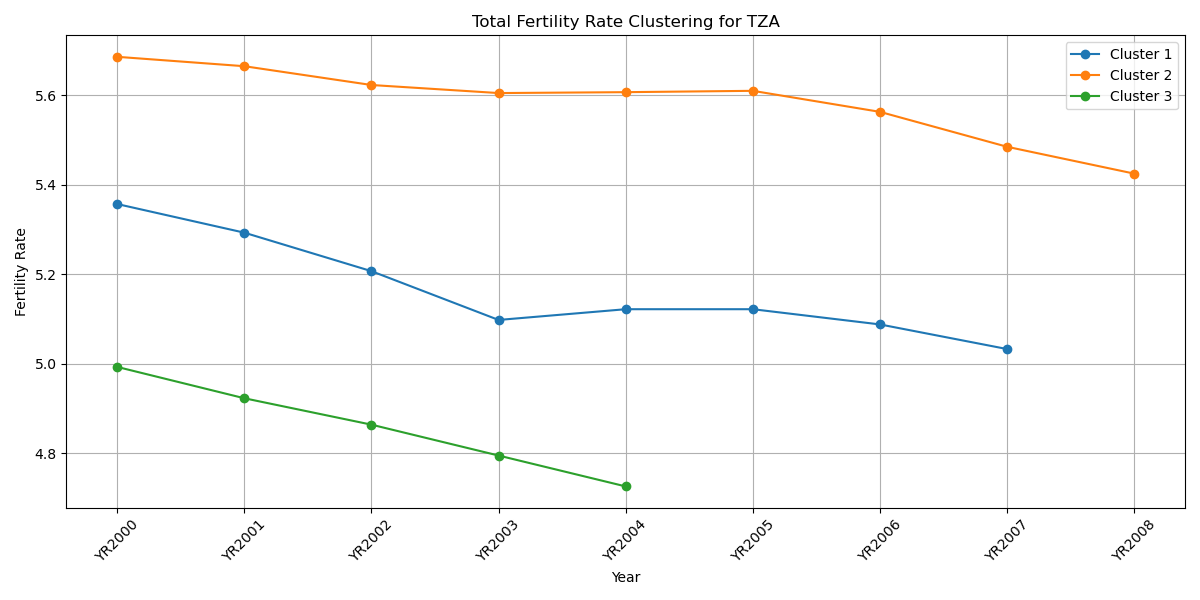 Total Fertility Rate Clustering for TZA
Cluster 1
Cluster 2
Cluster 3
Fertility Rate
5.6
5.4
5.2
5.0
4.8
YR2000
YR2001
YR2002
YR2003
YR2004
YR2005
YR2006
YR2007
YR2008
Year